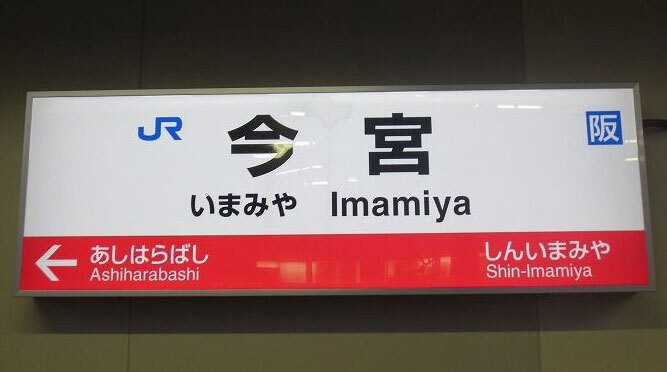 JR 今宮 阪
いまみや Imamiya
← あしはらばし しんいまみや
Ashiharabashi Shin-Imamiya